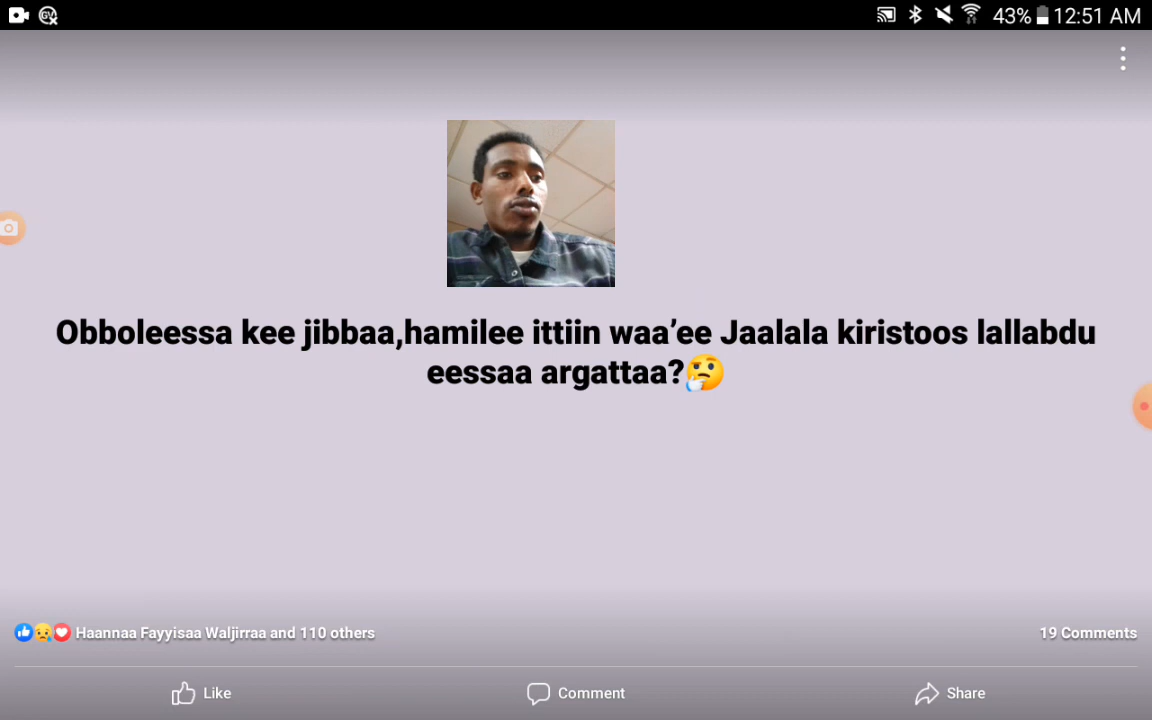 43% 12:51 AM
Obboleessa kee jibbaa,hamilee ittiin waa’ee Jaalala kiristoos lallabdu
eessaa argattaa?🤔
Haannaa Fayyisaa Waljirraa and 110 others
19 Comments
Like
Comment
Share